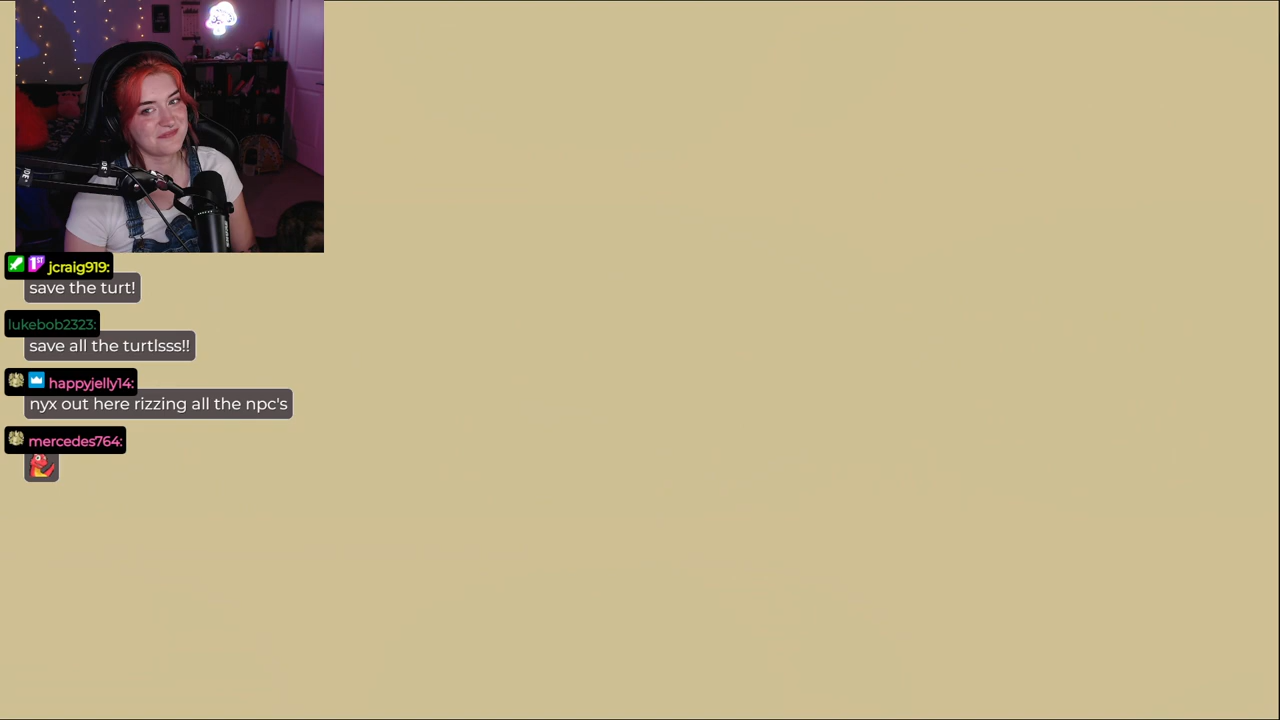 jcraig919:
save the turt!
lukebob2323:
save all the turtlsss!!
happyjelly14:
nyx out here rizzing all the npc's
mercedes764: